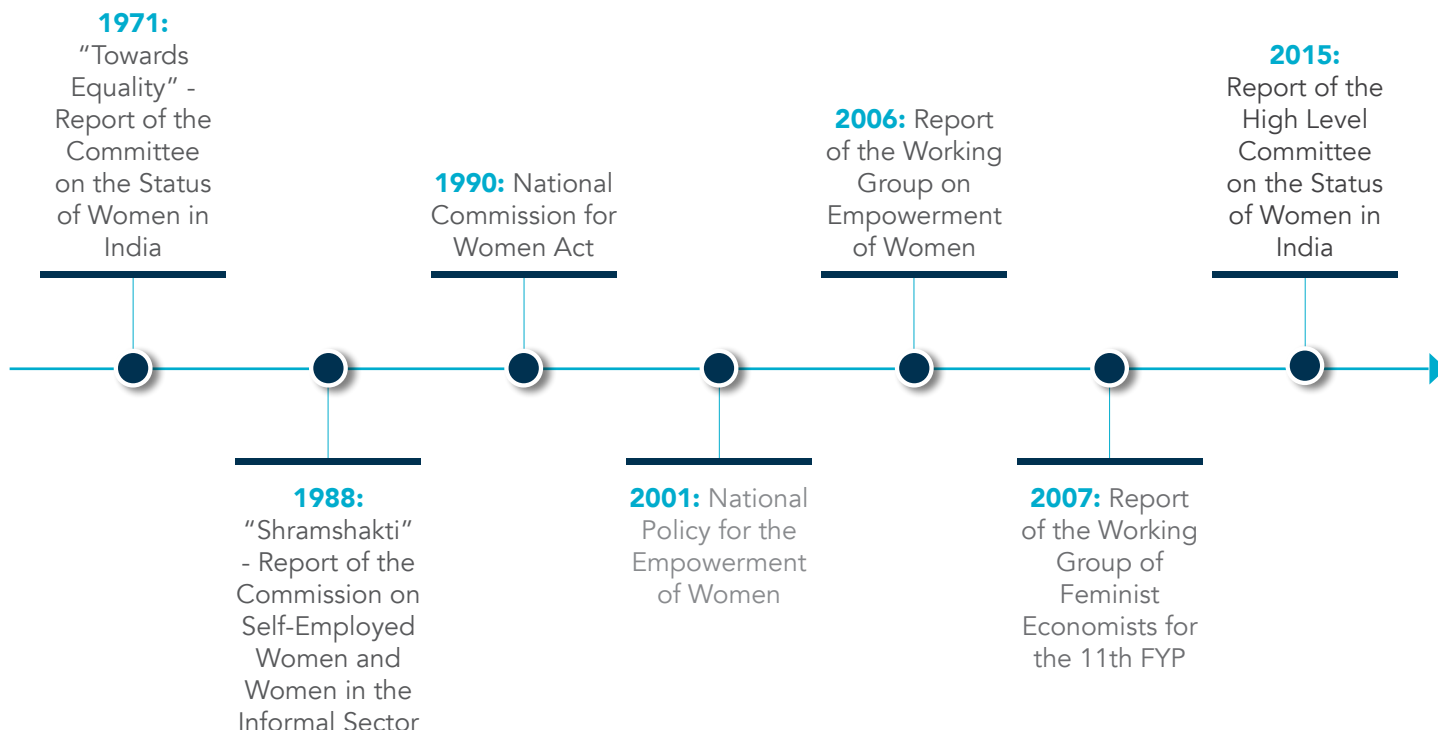 1971:
“Towards
Equality” -
Report of the
Committee
on the Status
of Women in
India
1988:
“Shramshakti”
- Report of the
Commission on
Self-Employed
Women and
Women in the
Informal Sector
1990: National
Commission for
Women Act
2001: National
Policy for the
Empowerment
of Women
2006: Report
of the Working
Group on
Empowerment
of Women
2007: Report
of the Working
Group of
Feminist
Economists for
the 11th FYP
2015:
Report of the
High Level
Committee
on the Status
of Women in
India